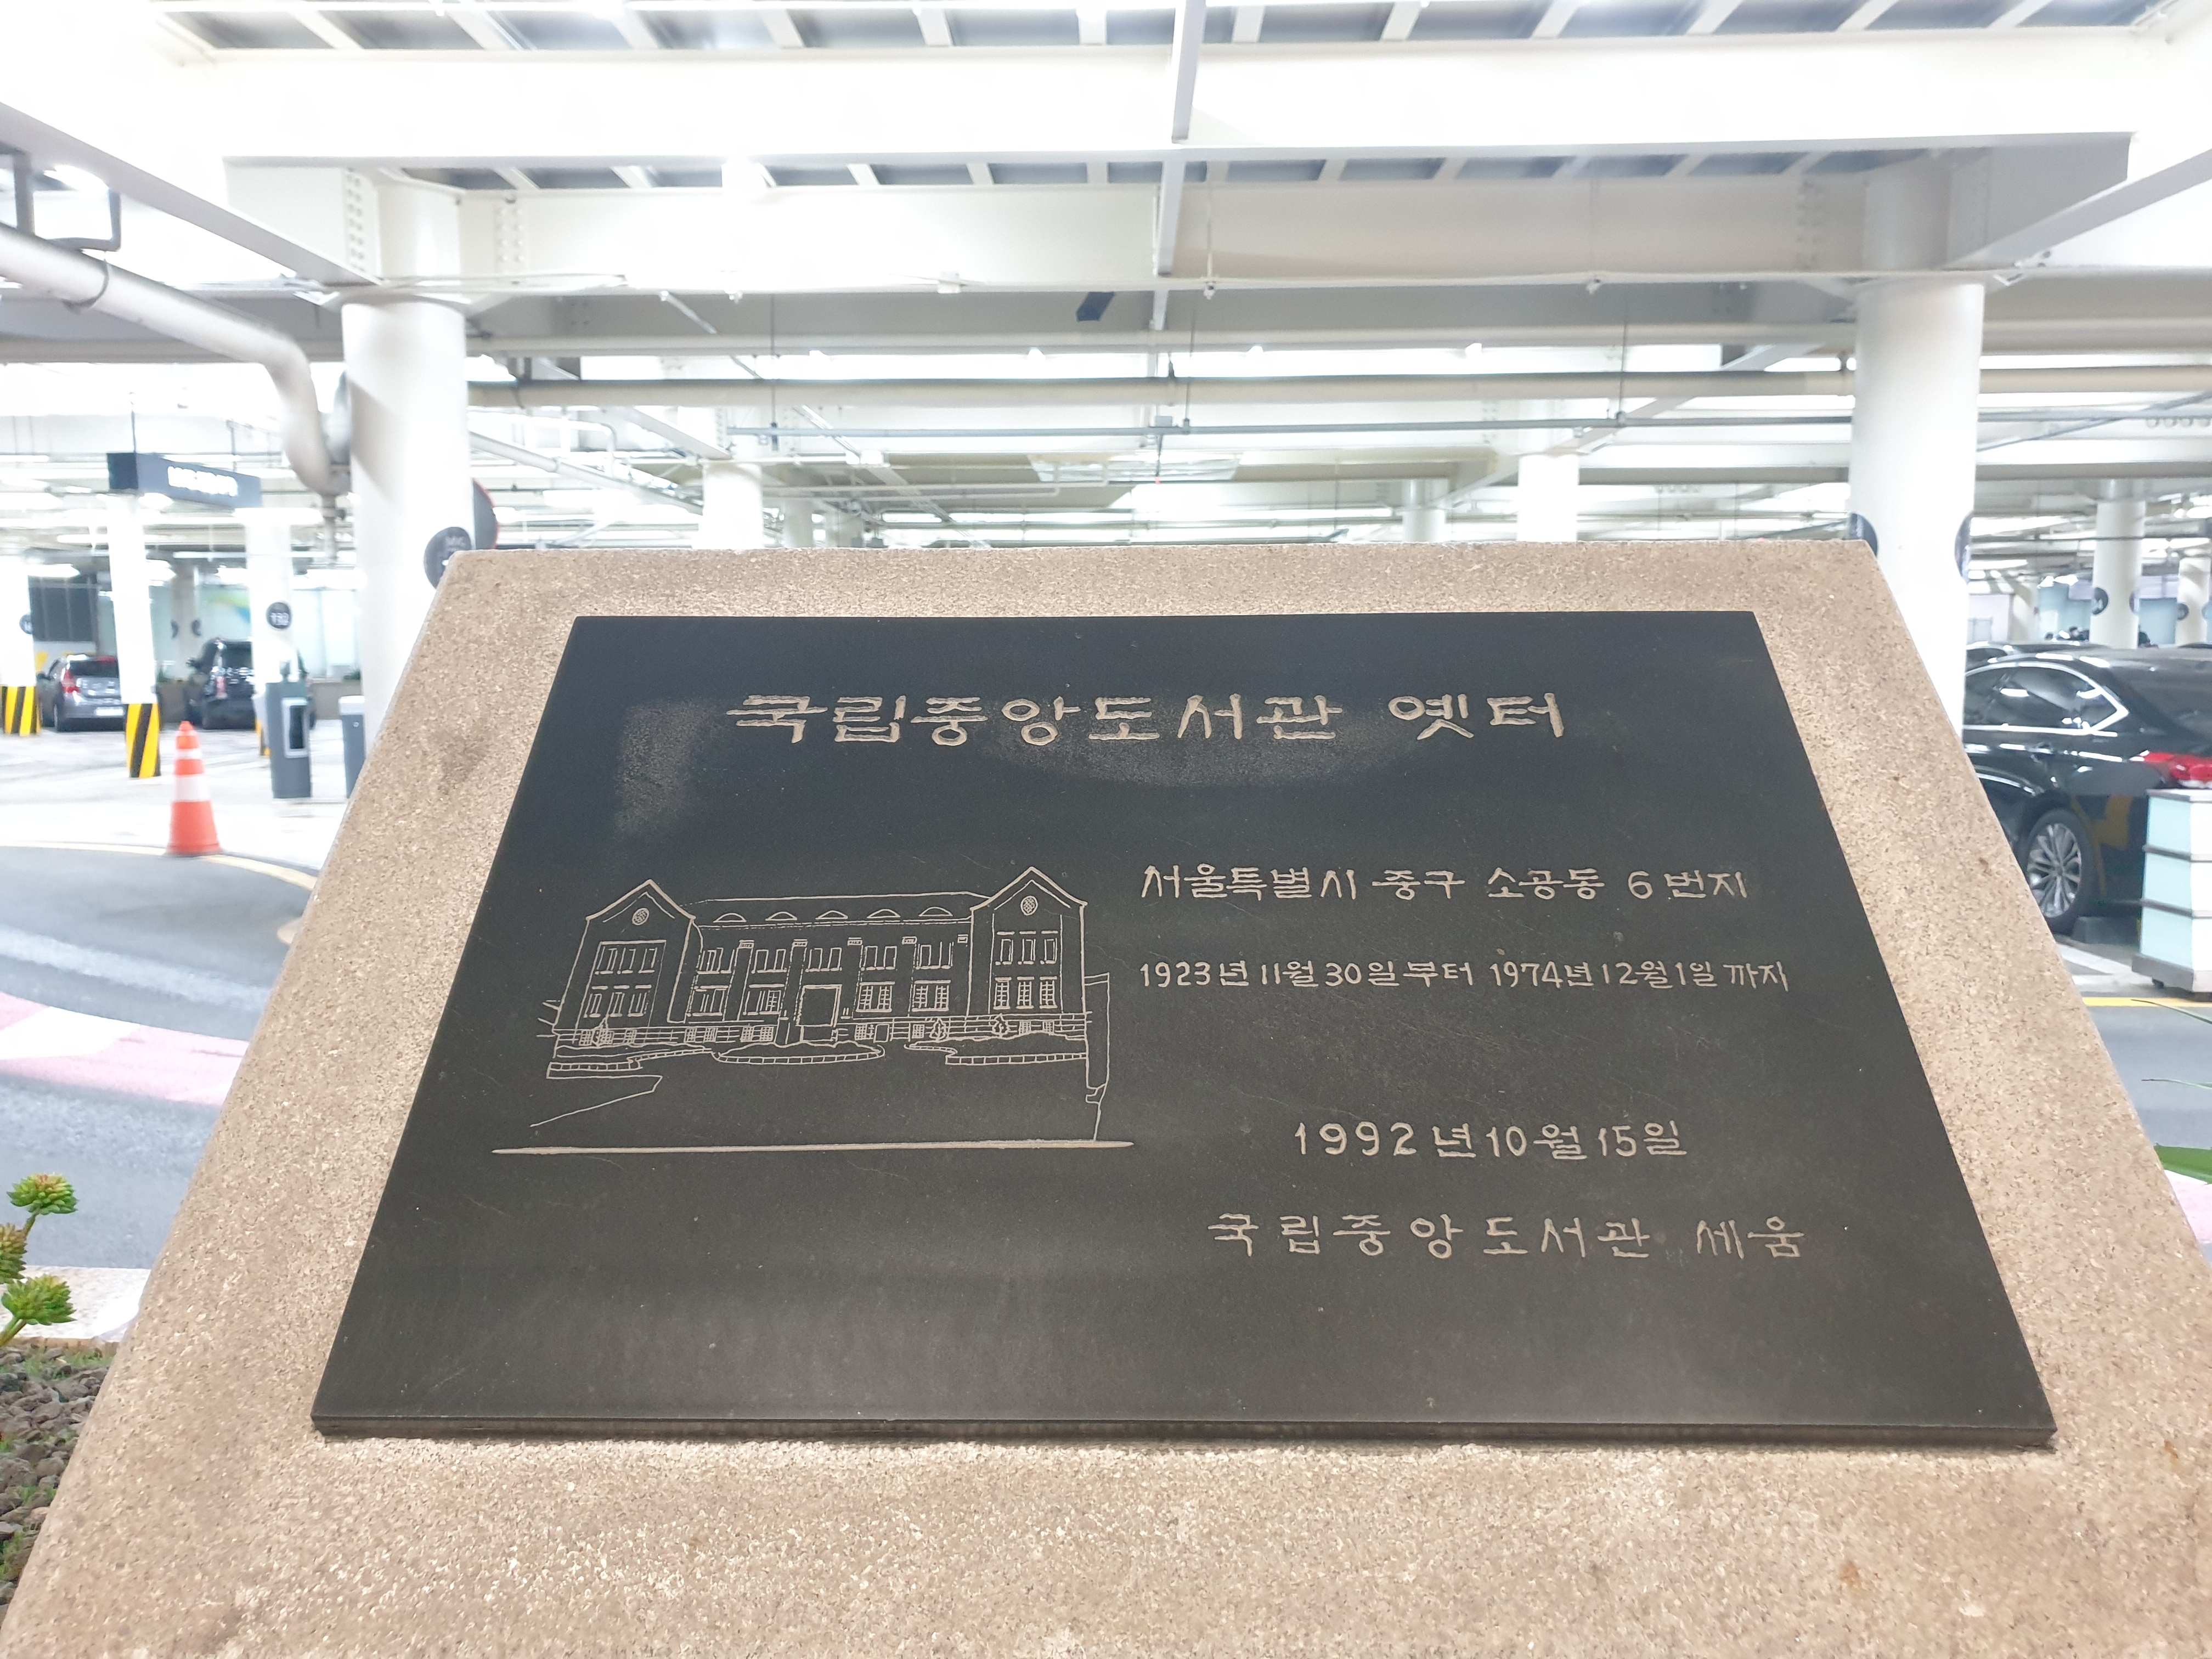 국립중앙도서관 옛터
서울특별시 중구 소공동 6번지
1923년 11월 30일부터 1974년 12월 1일 까지
1992년 10월 15일
국립중앙도서관 세움